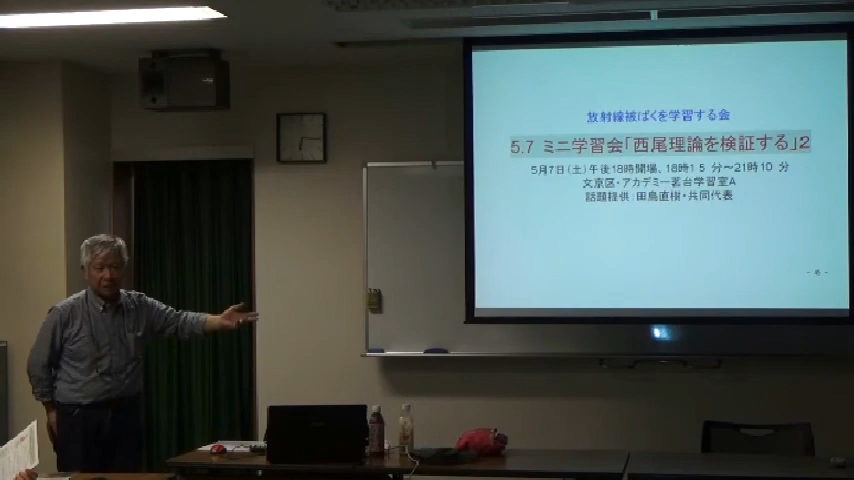 放射線被ばくを学習する会
5.7 ミニ学習会「西尾理論を検証する」2
5月7日(土)午後18時開場、18時15分~21時10分
文京区・アカデミー茗台学習室A
話題提供:田島直樹・共同代表
- 6 -